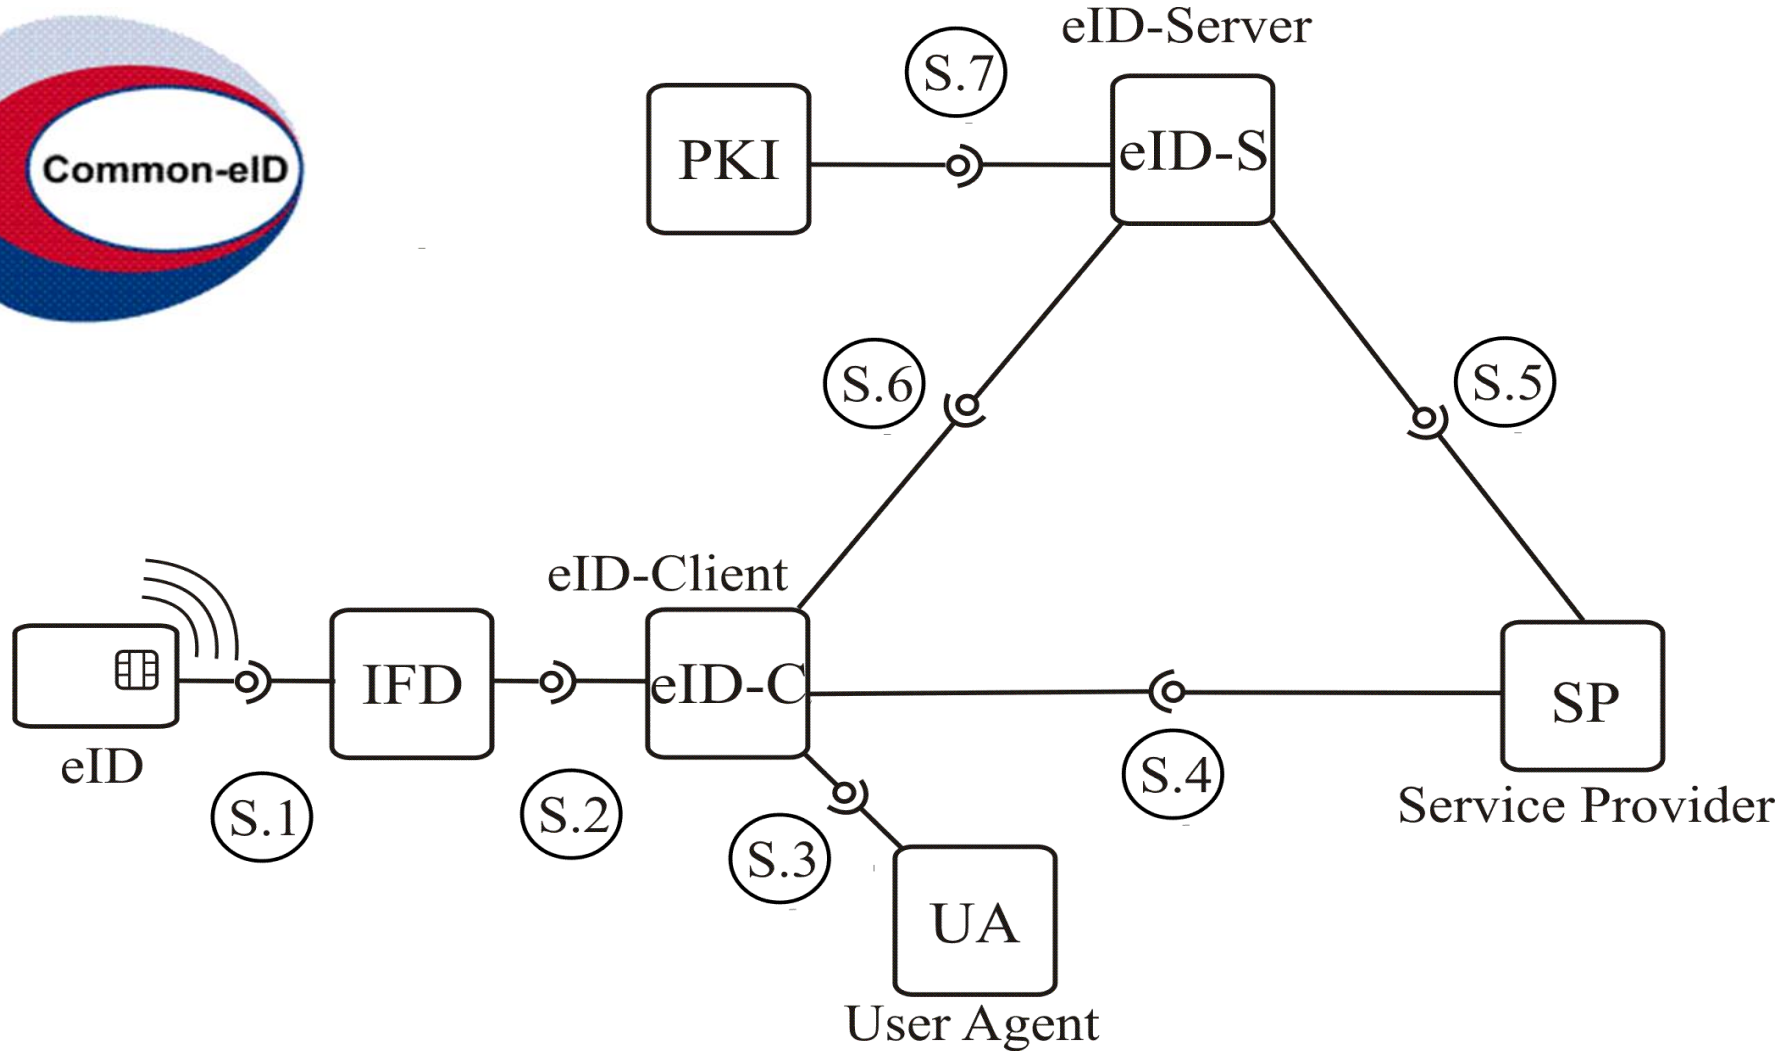 eID-Server
S.7
Common-eID
PKI
eID-S
S.6
S.5
eID-Client
IFD
eID-C
SP
eID
S.1
S.2
S.3
S.4
Service Provider
UA
User Agent